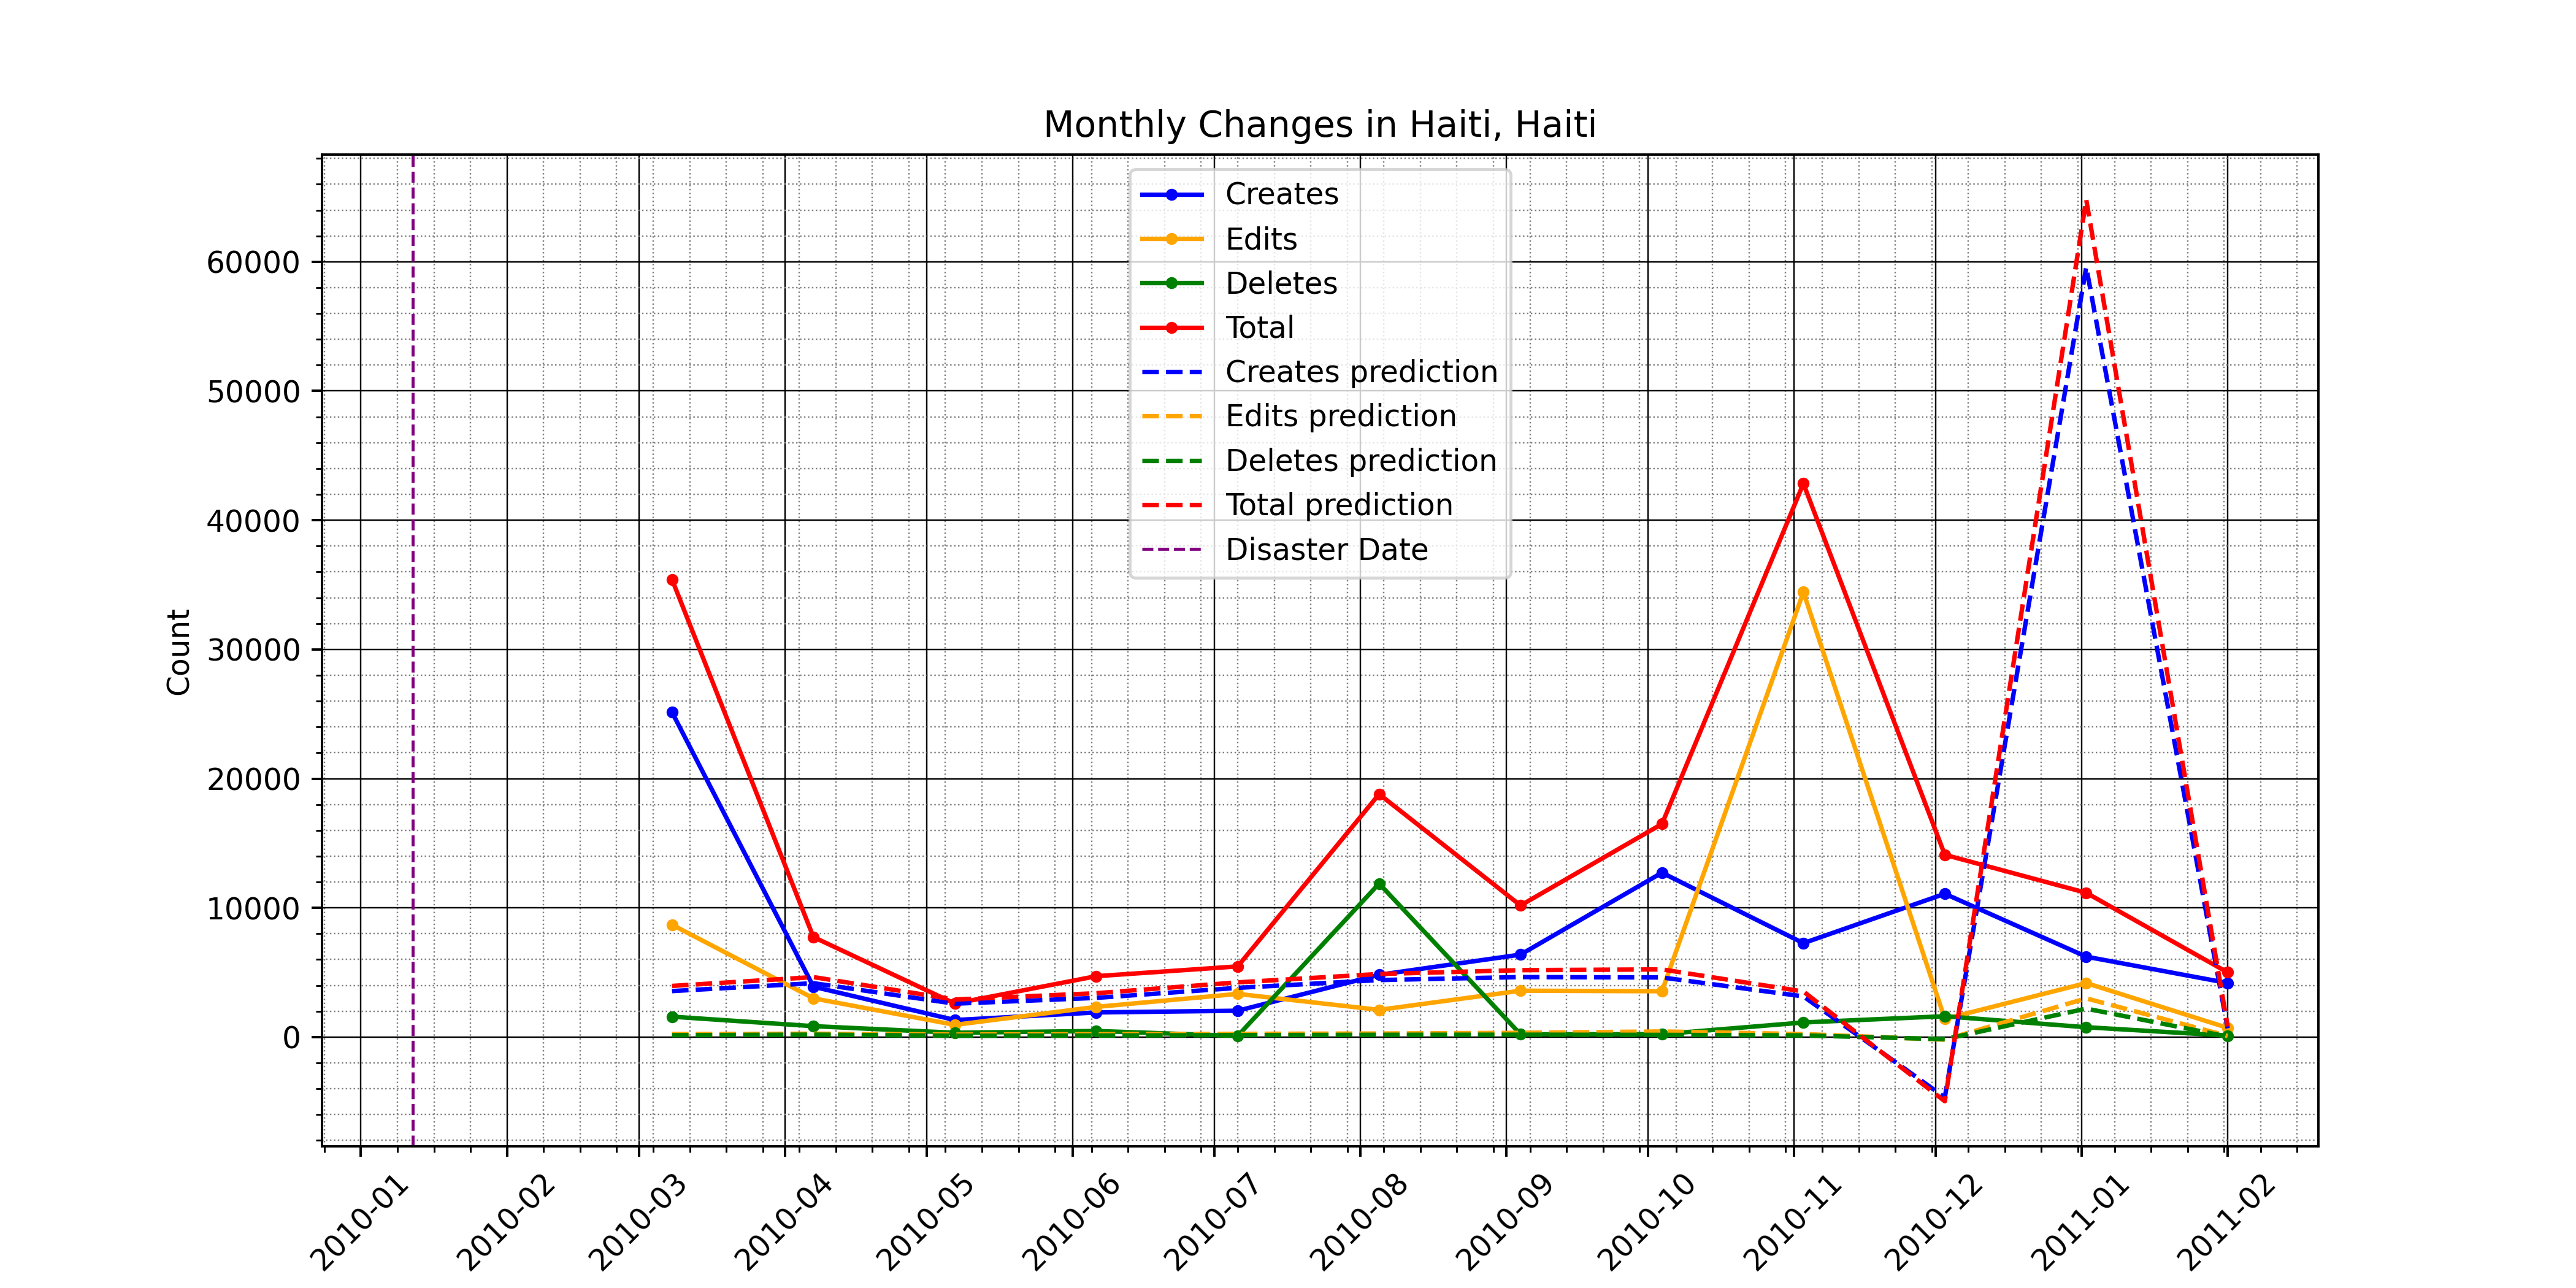 Monthly Changes in Haiti, Haiti
Count
60000
50000
40000
30000
20000
10000
0
Creates
Edits
Deletes
Total
Creates prediction
Edits prediction
Deletes prediction
Total prediction
Disaster Date
2010-01
2010-02
2010-03
2010-04
2010-05
2010-06
2010-07
2010-08
2010-09
2010-10
2010-11
2010-12
2011-01
2011-02